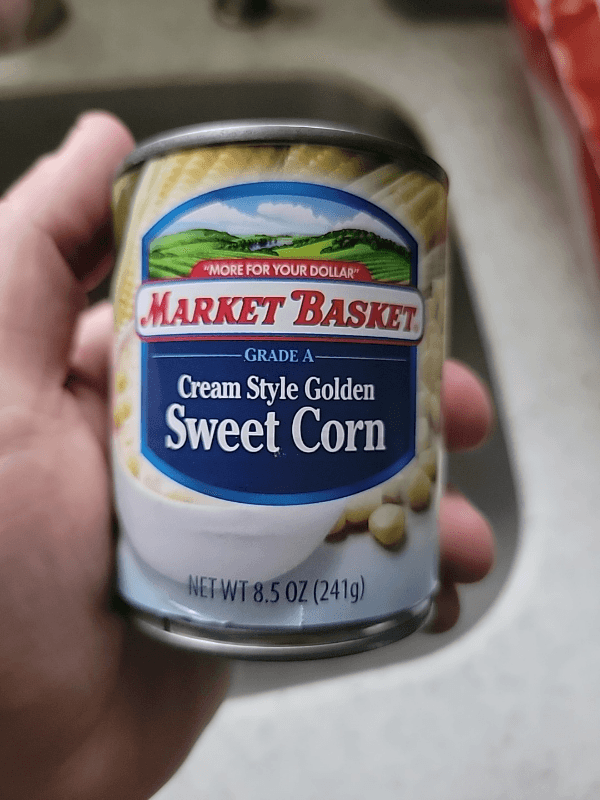 "MORE FOR YOUR DOLLAR"
MARKET BASKET®
GRADE A
Cream Style Golden
Sweet Corn
NET WT 8.5 OZ (241g)